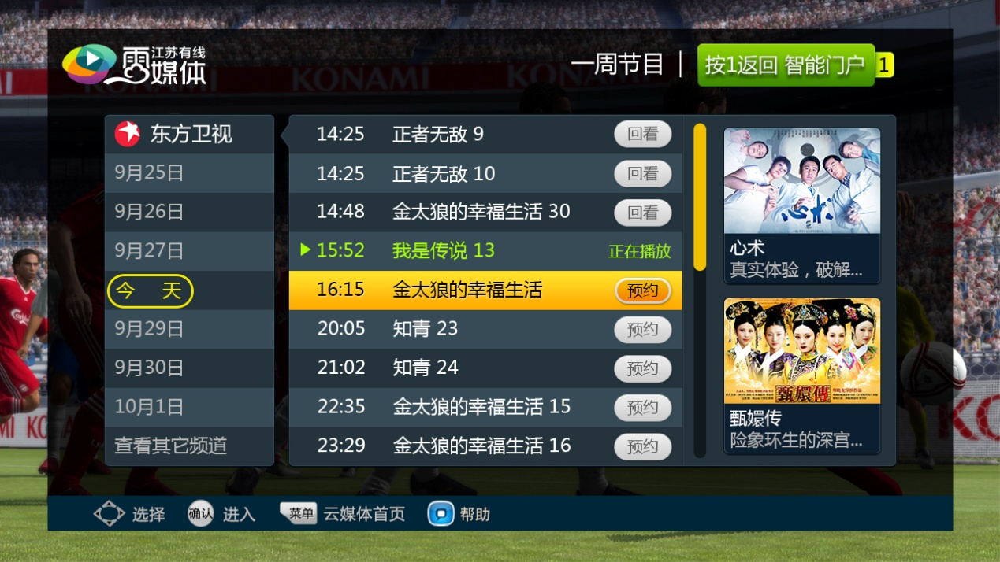 江苏有线
云媒体
一周节目
按1返回 智能门户
1
KONAMI
KONAMI
东方卫视
9月25日
9月26日
9月27日
今 天
9月29日
9月30日
10月1日
查看其它频道
14:25 正者无敌 9 回看
14:25 正者无敌 10 回看
14:48 金太狼的幸福生活 30 回看
15:52 我是传说 13 正在播放
16:15 金太狼的幸福生活 预约
20:05 知青 23 预约
21:02 知青 24 预约
22:35 金太狼的幸福生活 15 预约
23:29 金太狼的幸福生活 16 预约
心术
心术
真实体验，破解...
甄嬛傳
甄嬛传
险象环生的深宫...
选择
确认 进入
菜单 云媒体首页
帮助